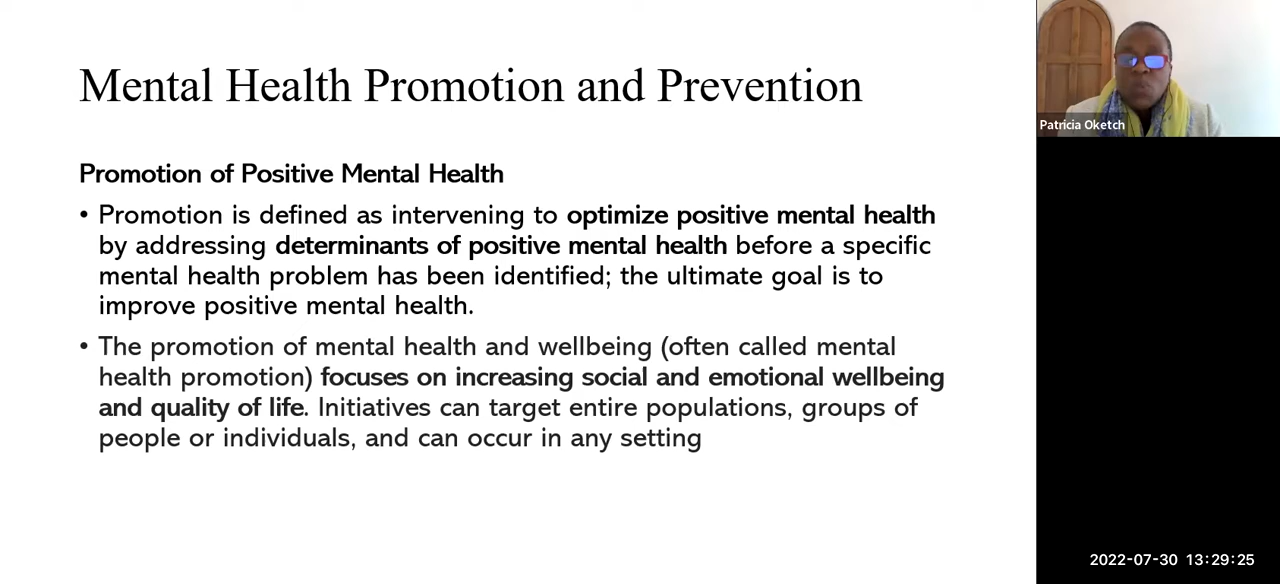 Mental Health Promotion and Prevention
Promotion of Positive Mental Health
• Promotion is defined as intervening to optimize positive mental health
by addressing determinants of positive mental health before a specific
mental health problem has been identified; the ultimate goal is to
improve positive mental health.
• The promotion of mental health and wellbeing (often called mental
health promotion) focuses on increasing social and emotional wellbeing
and quality of life. Initiatives can target entire populations, groups of
people or individuals, and can occur in any setting
Patricia Oketch
2022-07-30 13:29:25